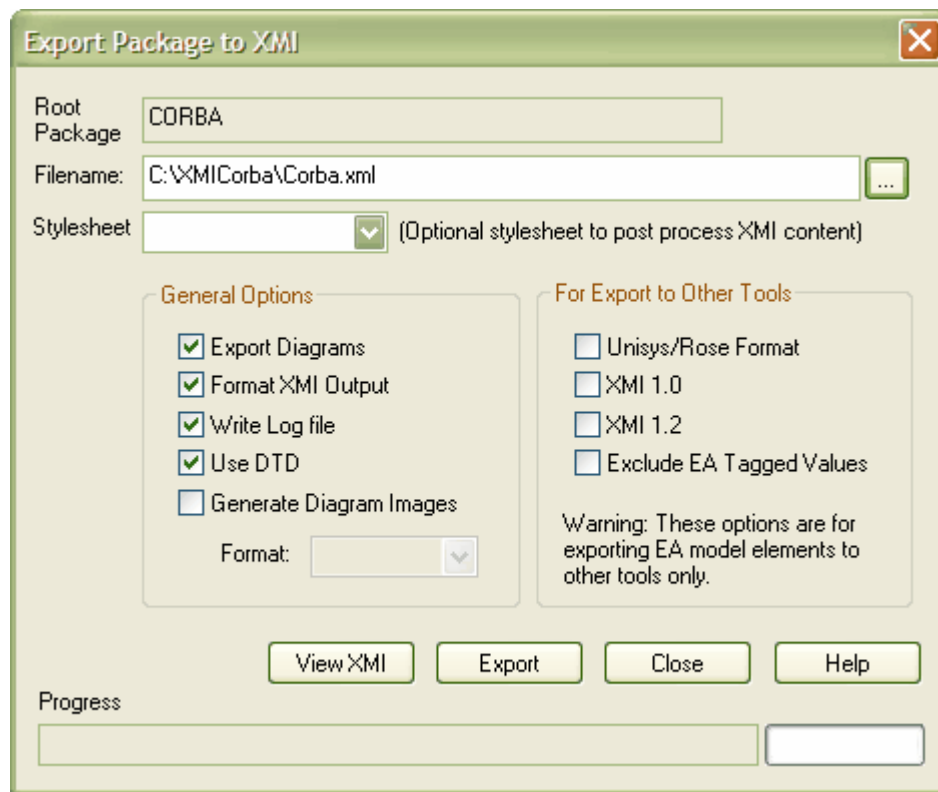 Export Package to XMI
Root
Package
CORBA
Filename:
C:\XMICorba\Corba.xml
...
Stylesheet
(Optional stylesheet to post process XMI content)
General Options
Export Diagrams
Format XMI Output
Write Log file
Use DTD
Generate Diagram Images
Format:
For Export to Other Tools
Unisys/Rose Format
XMI 1.0
XMI 1.2
Exclude EA Tagged Values
Warning: These options are for
exporting EA model elements to
other tools only.
View XMI
Export
Close
Help
Progress